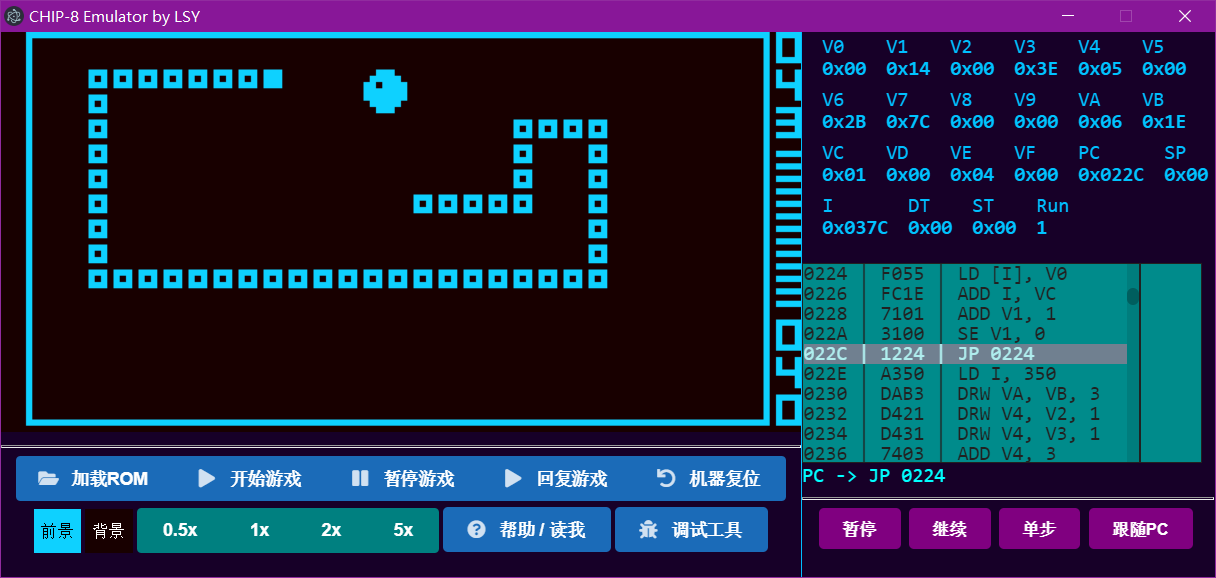 CHIP-8 Emulator by LSY
V0 V1 V2 V3 V4 V5
0x00 0x14 0x00 0x3E 0x05 0x00
V6 V7 V8 V9 VA VB
0x2B 0x7C 0x00 0x00 0x06 0x1E
VC VD VE VF PC SP
0x01 0x00 0x04 0x00 0x022C 0x00
I DT ST Run
0x037C 0x00 0x00 1
0224 | F055 | LD [I], V0
0226 | FC1E | ADD I, VC
0228 | 7101 | ADD V1, 1
022A | 3100 | SE V1, 0
022C | 1224 | JP 0224
022E | A350 | LD I, 350
0230 | DAB3 | DRW VA, VB, 3
0232 | D421 | DRW V4, V2, 1
0234 | D431 | DRW V4, V3, 1
0236 | 7403 | ADD V4, 3
PC -> JP 0224
加载ROM 开始游戏 暂停游戏 回复游戏 机器复位
前景 背景 0.5x 1x 2x 5x 帮助 / 读我 调试工具
暂停 继续 单步 跟随PC